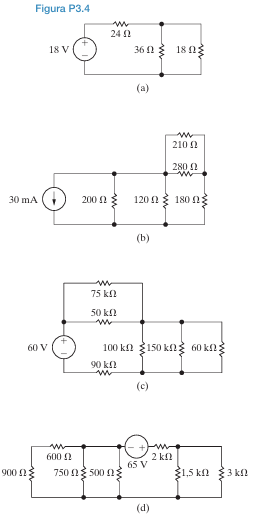 Figura P3.4
24 Ω
18 V
36 Ω
18 Ω
+
−
(a)
210 Ω
280 Ω
30 mA
200 Ω
120 Ω
180 Ω
(b)
75 kΩ
50 kΩ
60 V
+
−
100 kΩ
150 kΩ
60 kΩ
90 kΩ
(c)
− +
600 Ω
65 V
2 kΩ
900 Ω
750 Ω
500 Ω
1,5 kΩ
3 kΩ
(d)